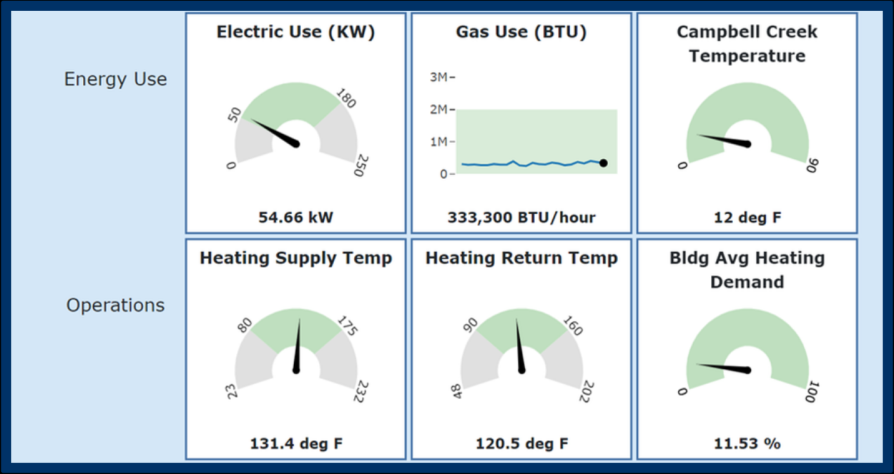 Energy Use
Electric Use (KW)
0
50
180
250
54.66 kW
Gas Use (BTU)
3M
2M
1M
0
333,300 BTU/hour
Campbell Creek
Temperature
0
90
12 deg F
Operations
Heating Supply Temp
23
80
175
232
131.4 deg F
Heating Return Temp
48
90
160
202
120.5 deg F
Bldg Avg Heating
Demand
0
100
11.53 %